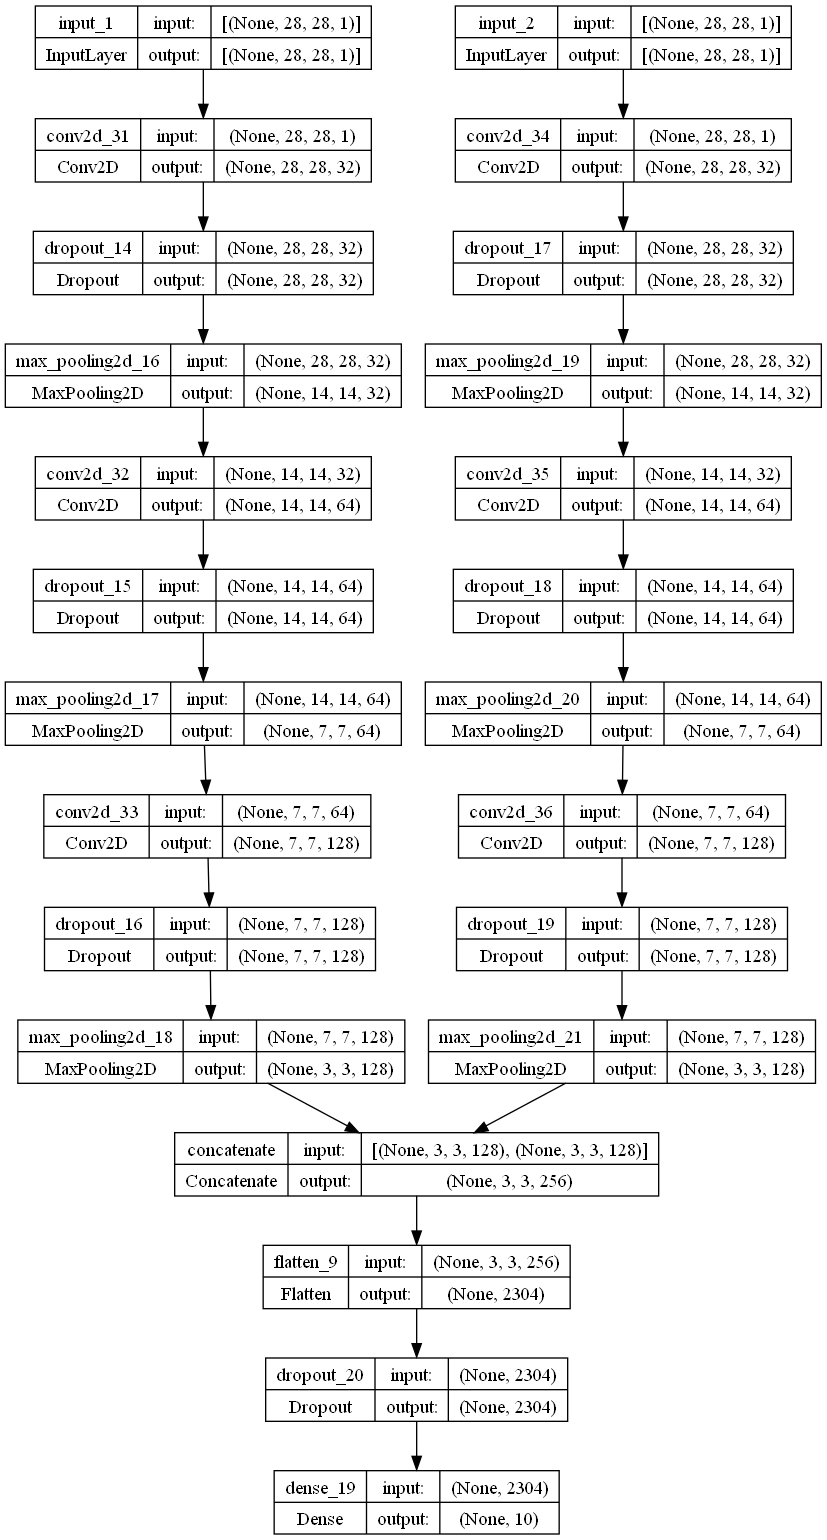 input_1 input: [(None, 28, 28, 1)]
InputLayer output: [(None, 28, 28, 1)]
input_2 input: [(None, 28, 28, 1)]
InputLayer output: [(None, 28, 28, 1)]
conv2d_31 input: (None, 28, 28, 1)
Conv2D output: (None, 28, 28, 32)
conv2d_34 input: (None, 28, 28, 1)
Conv2D output: (None, 28, 28, 32)
dropout_14 input: (None, 28, 28, 32)
Dropout output: (None, 28, 28, 32)
dropout_17 input: (None, 28, 28, 32)
Dropout output: (None, 28, 28, 32)
max_pooling2d_16 input: (None, 28, 28, 32)
MaxPooling2D output: (None, 14, 14, 32)
max_pooling2d_19 input: (None, 28, 28, 32)
MaxPooling2D output: (None, 14, 14, 32)
conv2d_32 input: (None, 14, 14, 32)
Conv2D output: (None, 14, 14, 64)
conv2d_35 input: (None, 14, 14, 32)
Conv2D output: (None, 14, 14, 64)
dropout_15 input: (None, 14, 14, 64)
Dropout output: (None, 14, 14, 64)
dropout_18 input: (None, 14, 14, 64)
Dropout output: (None, 14, 14, 64)
max_pooling2d_17 input: (None, 14, 14, 64)
MaxPooling2D output: (None, 7, 7, 64)
max_pooling2d_20 input: (None, 14, 14, 64)
MaxPooling2D output: (None, 7, 7, 64)
conv2d_33 input: (None, 7, 7, 64)
Conv2D output: (None, 7, 7, 128)
conv2d_36 input: (None, 7, 7, 64)
Conv2D output: (None, 7, 7, 128)
dropout_16 input: (None, 7, 7, 128)
Dropout output: (None, 7, 7, 128)
dropout_19 input: (None, 7, 7, 128)
Dropout output: (None, 7, 7, 128)
max_pooling2d_18 input: (None, 7, 7, 128)
MaxPooling2D output: (None, 3, 3, 128)
max_pooling2d_21 input: (None, 7, 7, 128)
MaxPooling2D output: (None, 3, 3, 128)
concatenate input: [(None, 3, 3, 128), (None, 3, 3, 128)]
Concatenate output: (None, 3, 3, 256)
flatten_9 input: (None, 3, 3, 256)
Flatten output: (None, 2304)
dropout_20 input: (None, 2304)
Dropout output: (None, 2304)
dense_19 input: (None, 2304)
Dense output: (None, 10)